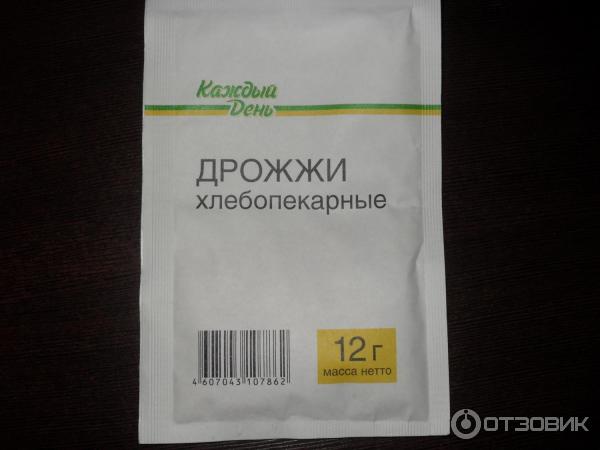 Каждый
День
ДРОЖЖИ
хлебопекарные
12 г
масса нетто
4 607043 107862
ОТЗОВИК